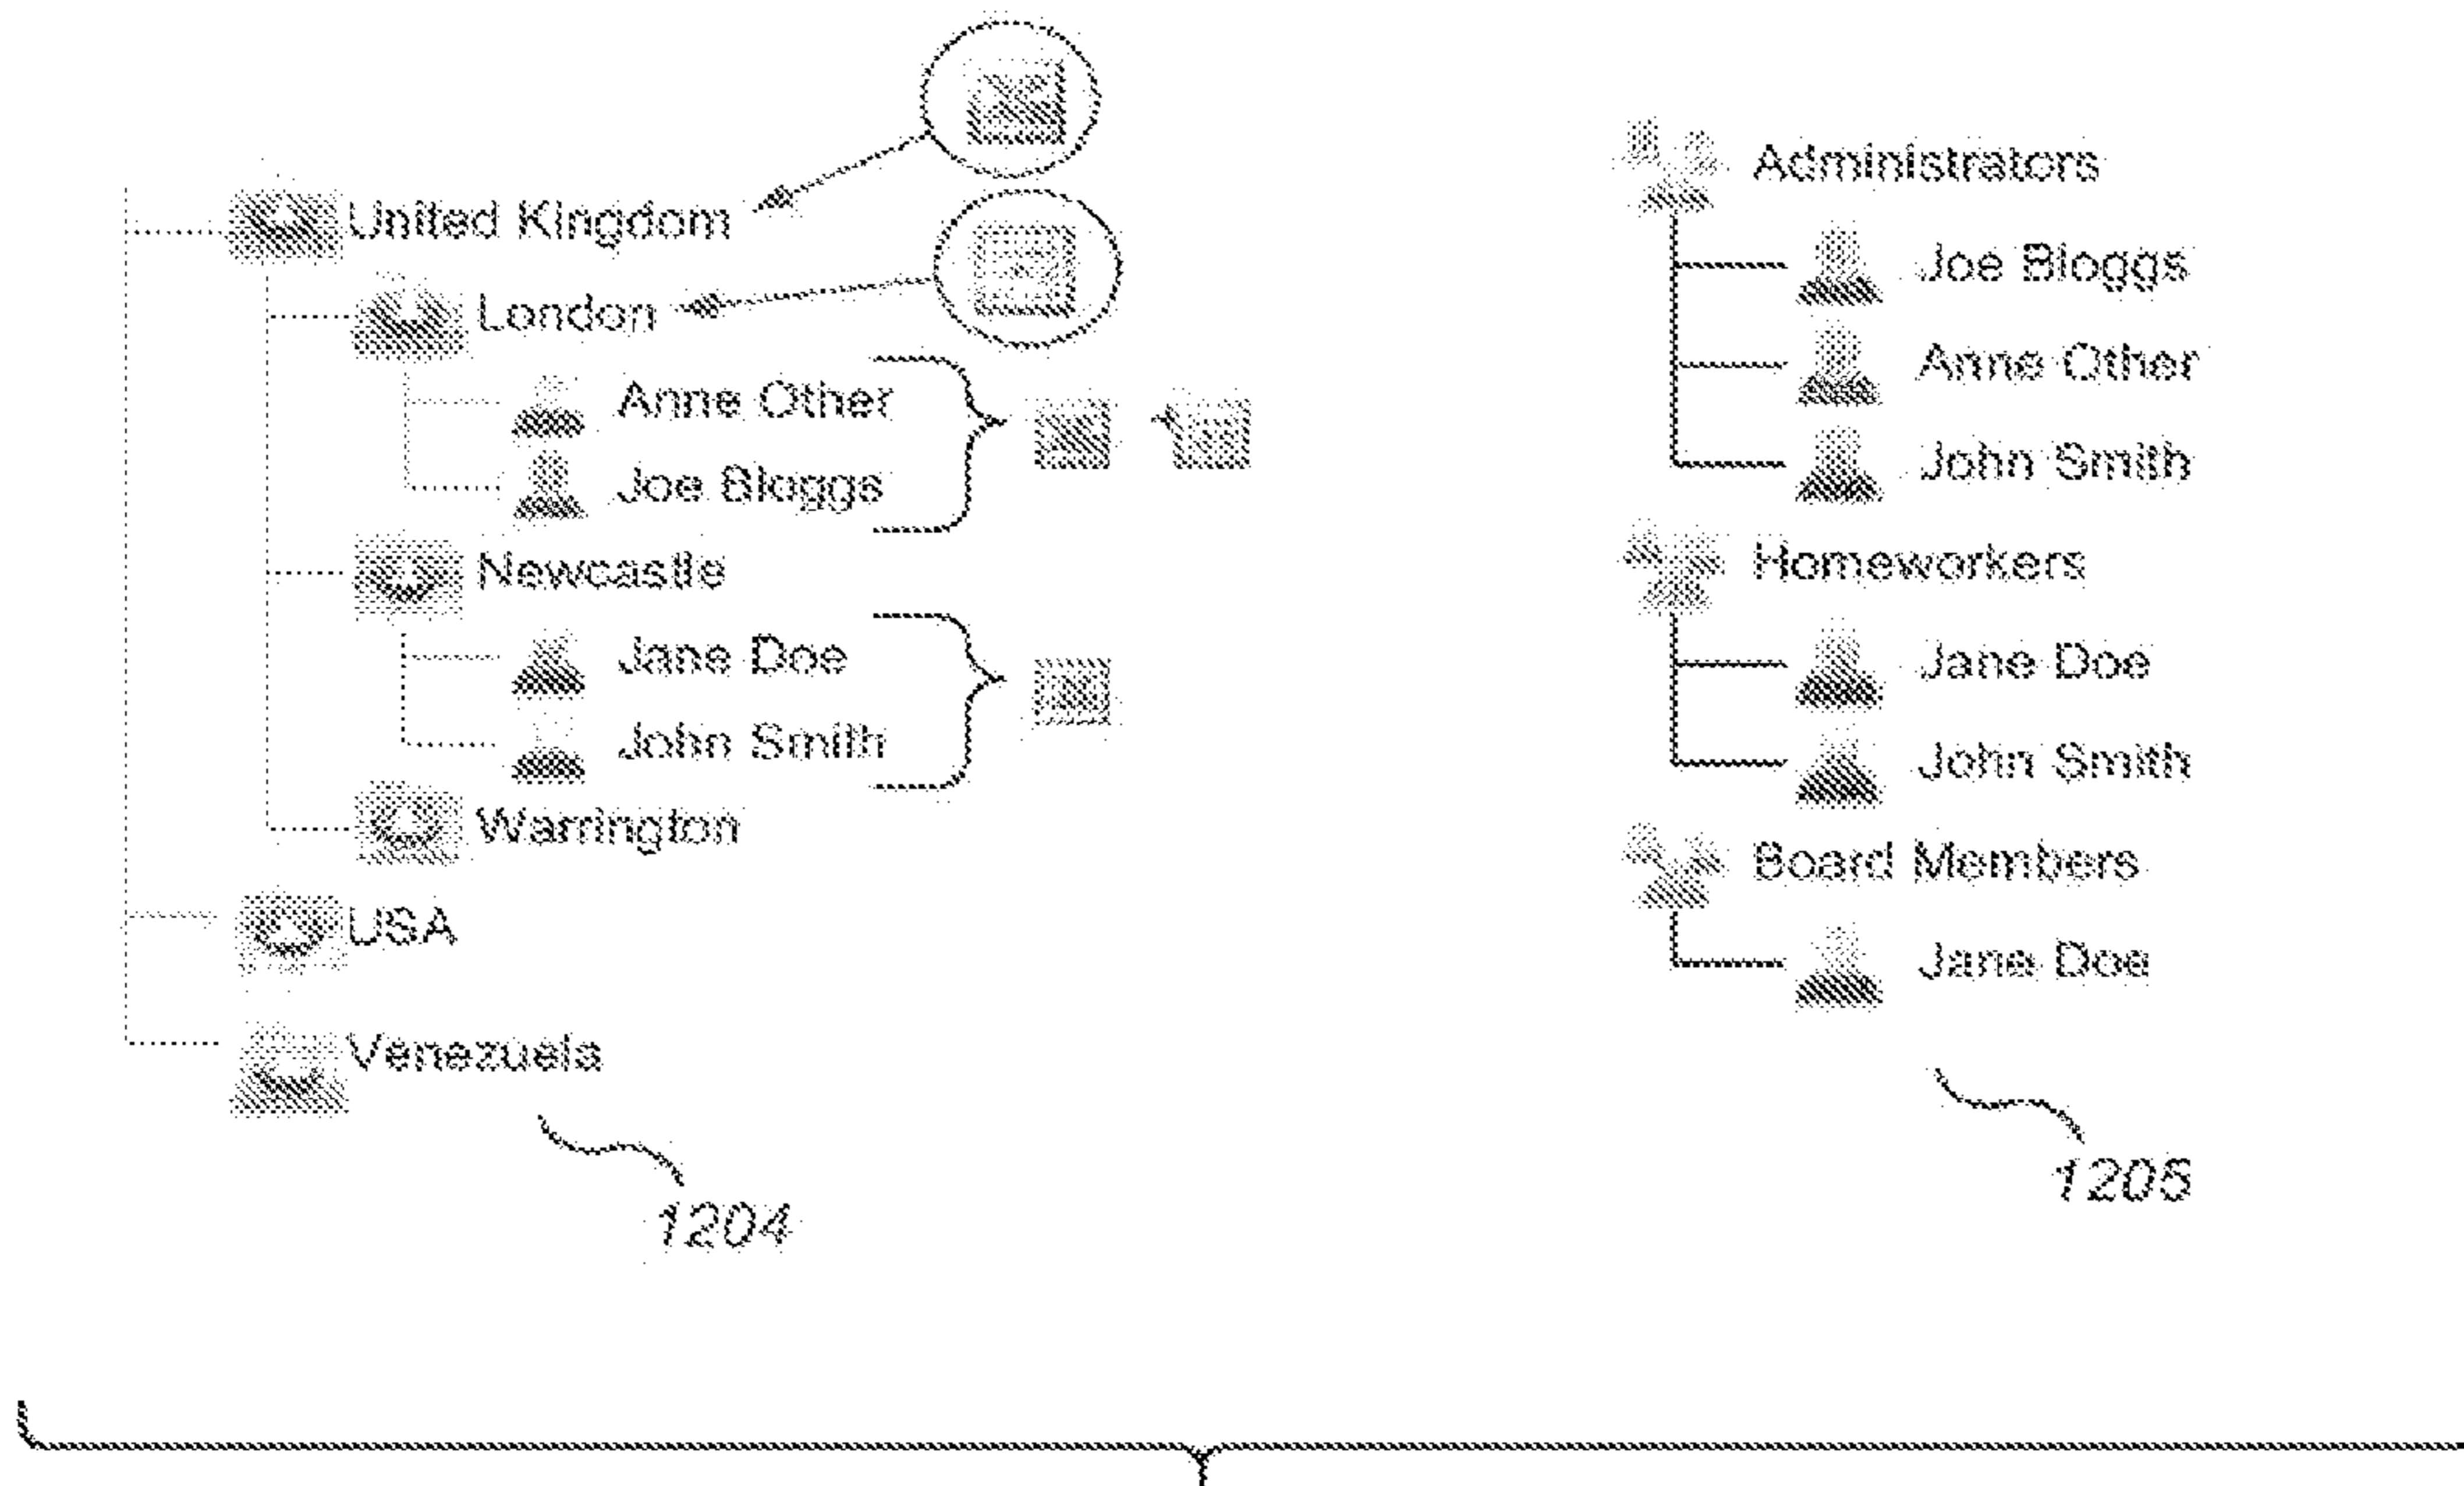 United Kingdom
London
Anne Other
Joe Bloggs
Newcastle
Jane Doe
John Smith
Warrington
USA
Venezuela
1204
Administrators
Joe Bloggs
Anne Other
John Smith
Homeworkers
Jane Doe
John Smith
Board Members
Jane Doe
1205